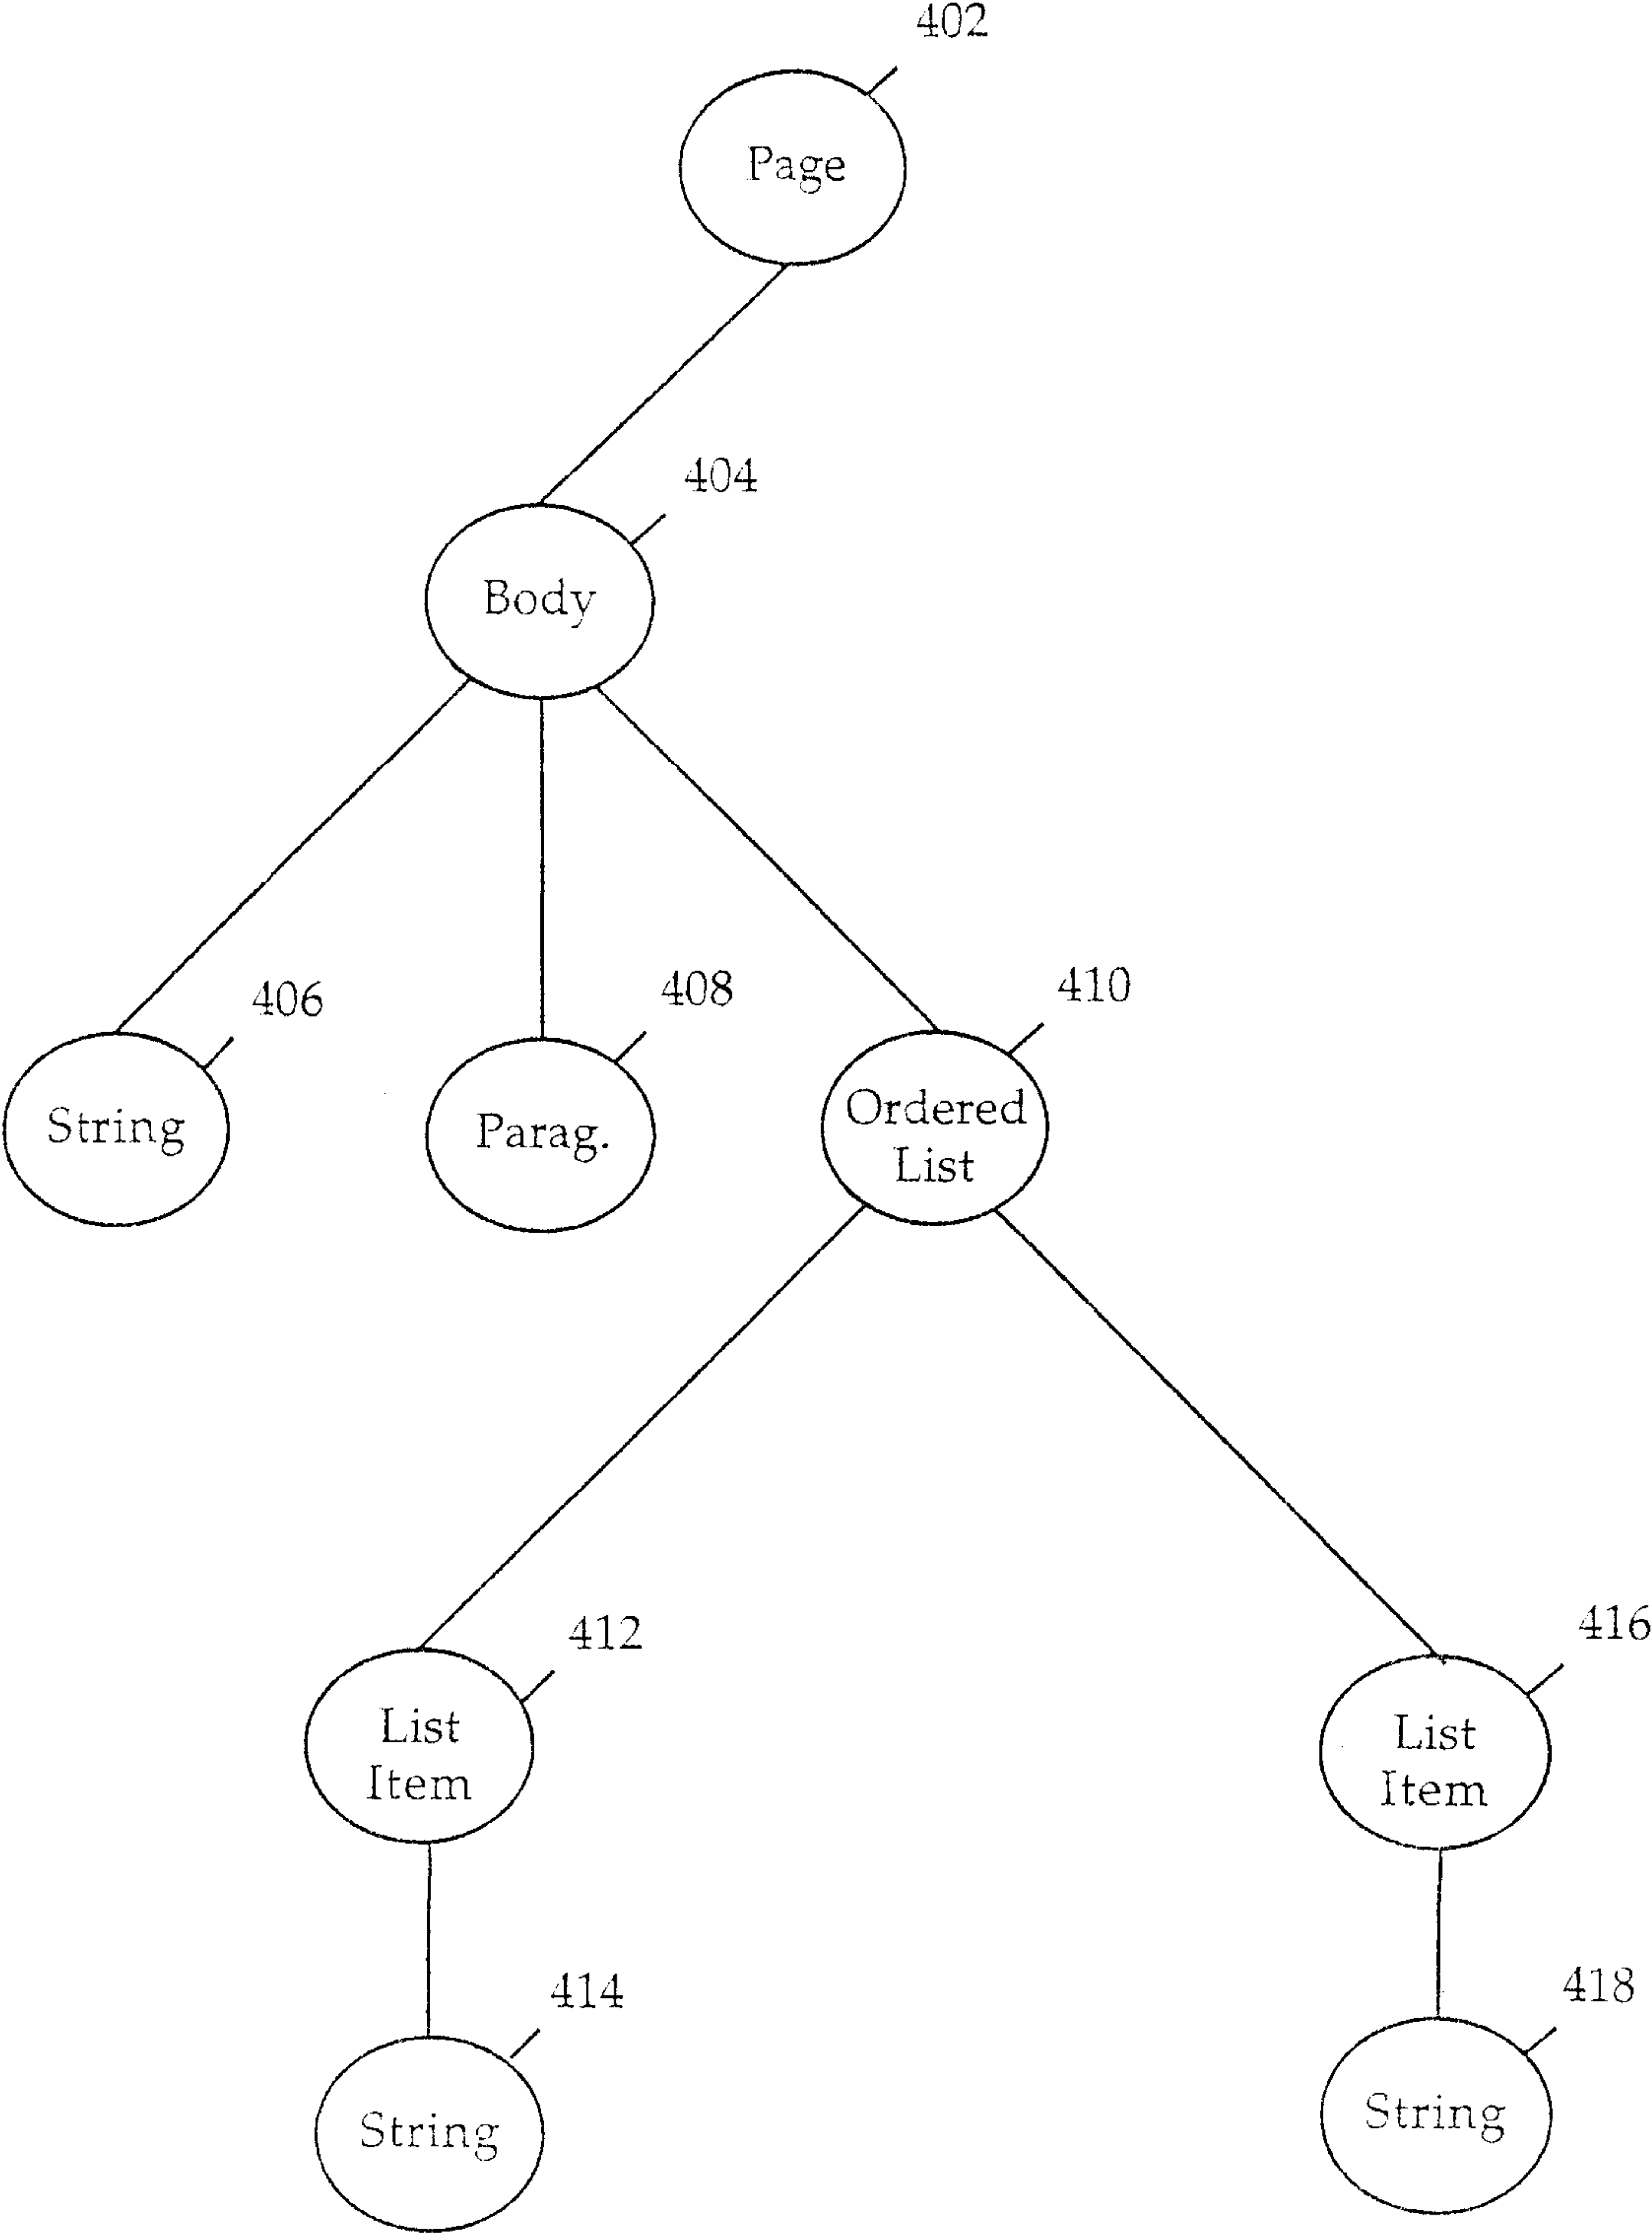 402
Page
404
Body
406
408
410
String
Parag.
Ordered
List
412
416
List
Item
List
Item
414
418
String
String